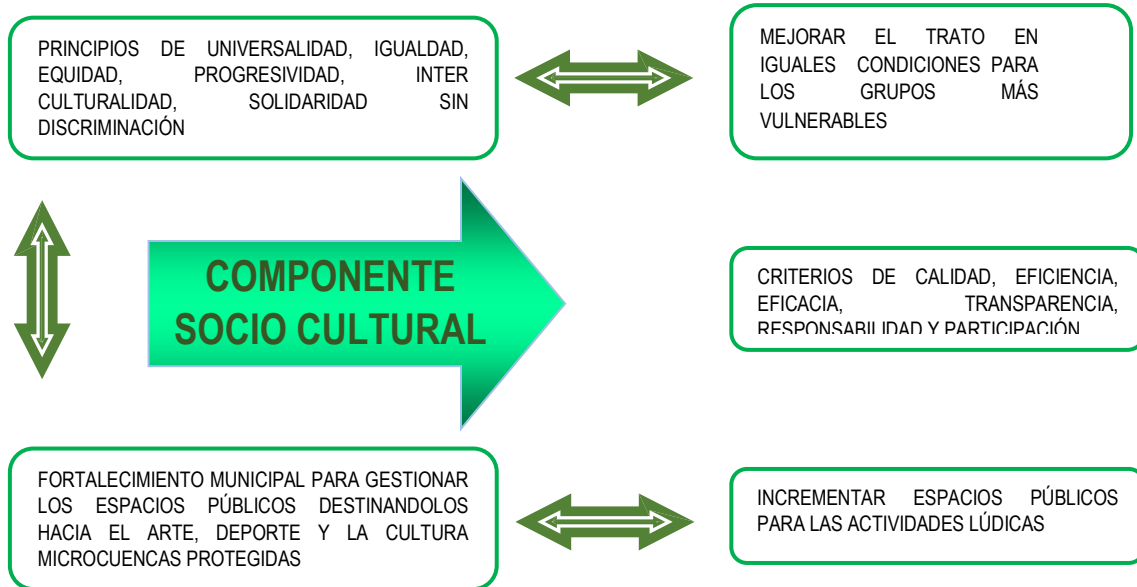 PRINCIPIOS DE UNIVERSALIDAD, IGUALDAD,
EQUIDAD, PROGRESIVIDAD, INTER
CULTURALIDAD, SOLIDARIDAD SIN
DISCRIMINACIÓN
MEJORAR EL TRATO EN
IGUALES CONDICIONES PARA
LOS GRUPOS MÁS
VULNERABLES
COMPONENTE
SOCIO CULTURAL
CRITERIOS DE CALIDAD, EFICIENCIA,
EFICACIA, TRANSPARENCIA,
RESPONSABILIDAD Y PARTICIPACIÓN
FORTALECIMIENTO MUNICIPAL PARA GESTIONAR
LOS ESPACIOS PÚBLICOS DESTINANDOLOS
HACIA EL ARTE, DEPORTE Y LA CULTURA
MICROCUENCAS PROTEGIDAS
INCREMENTAR ESPACIOS PÚBLICOS
PARA LAS ACTIVIDADES LÚDICAS